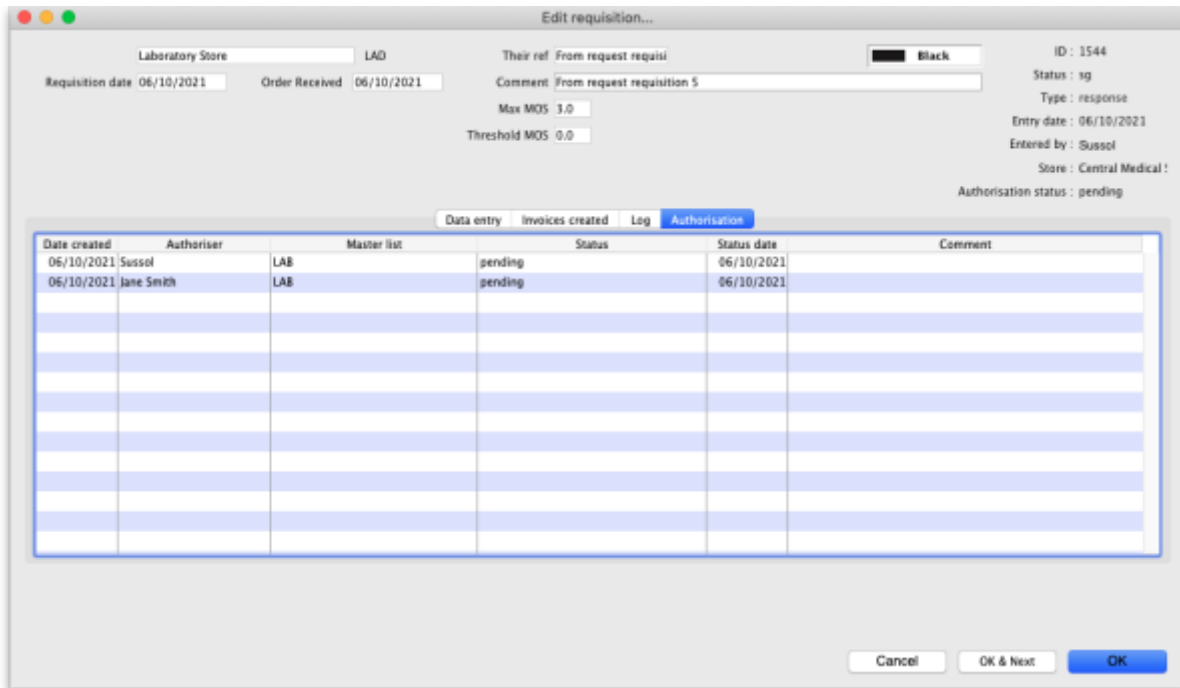 Edit requisition...
Laboratory Store LAD Their ref From request requisi Black ID : 1544
Requisition date 06/10/2021 Order Received 06/10/2021 Comment From request requisition 5 Status : sg
Max MOS 3.0 Type : response
Threshold MOS 0.0 Entry date : 06/10/2021
Entered by : Sussol
Store : Central Medical
Authorisation status : pending
Data entry Invoices created Log Authorisation
Date created Authoriser Master list Status Status date Comment
06/10/2021 Sussol LAB pending 06/10/2021
06/10/2021 Jane Smith LAB pending 06/10/2021
Cancel OK & Next OK